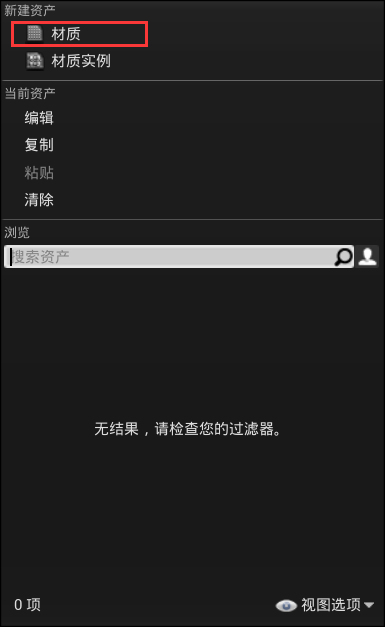 新建资产
材质
材质实例
当前资产
编辑
复制
粘贴
清除
浏览
搜索资产
无结果，请检查您的过滤器。
0 项
视图选项